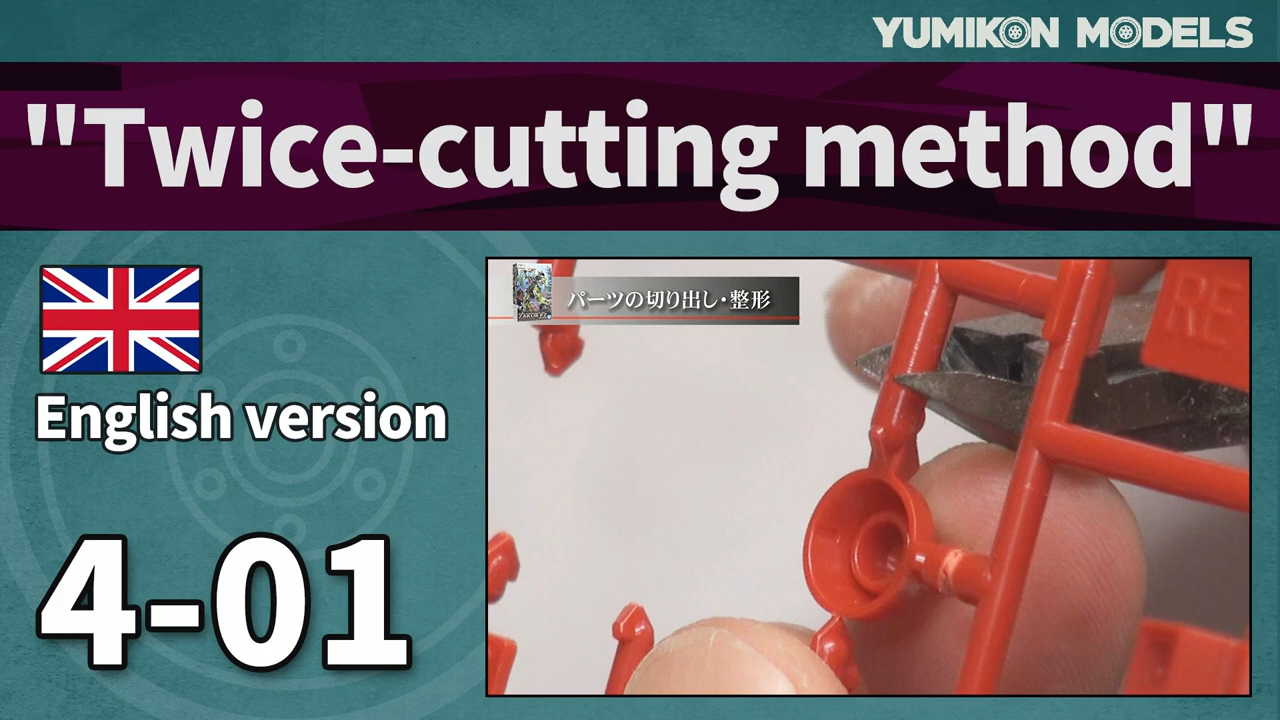 YUMIKON MODELS
"Twice-cutting method"
English version
4-01
パーツの切り出し・整形
RE